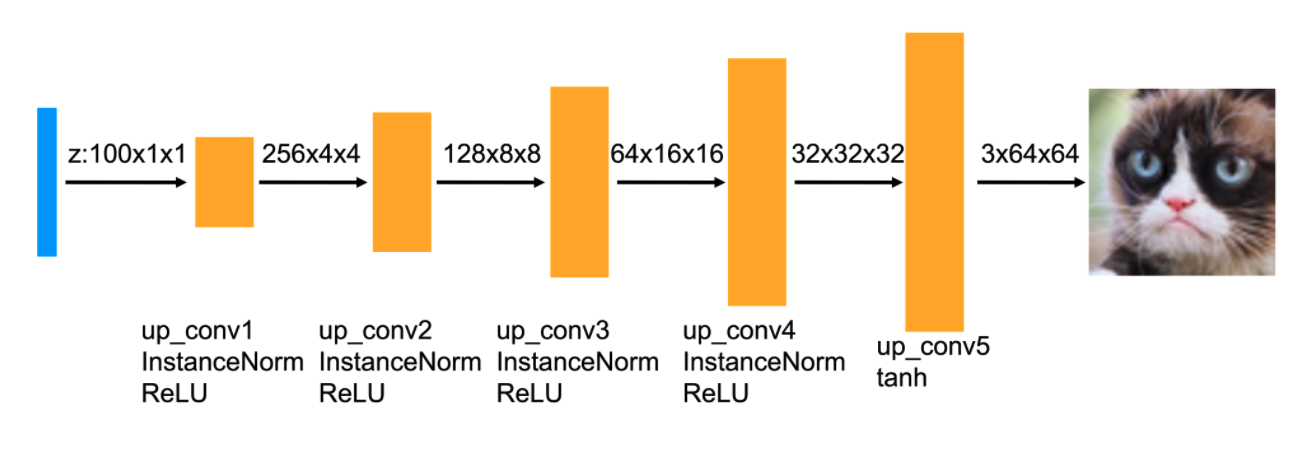 z:100x1x1
256x4x4
128x8x8
64x16x16
32x32x32
3x64x64
up_conv1
InstanceNorm
ReLU
up_conv2
InstanceNorm
ReLU
up_conv3
InstanceNorm
ReLU
up_conv4
InstanceNorm
ReLU
up_conv5
tanh